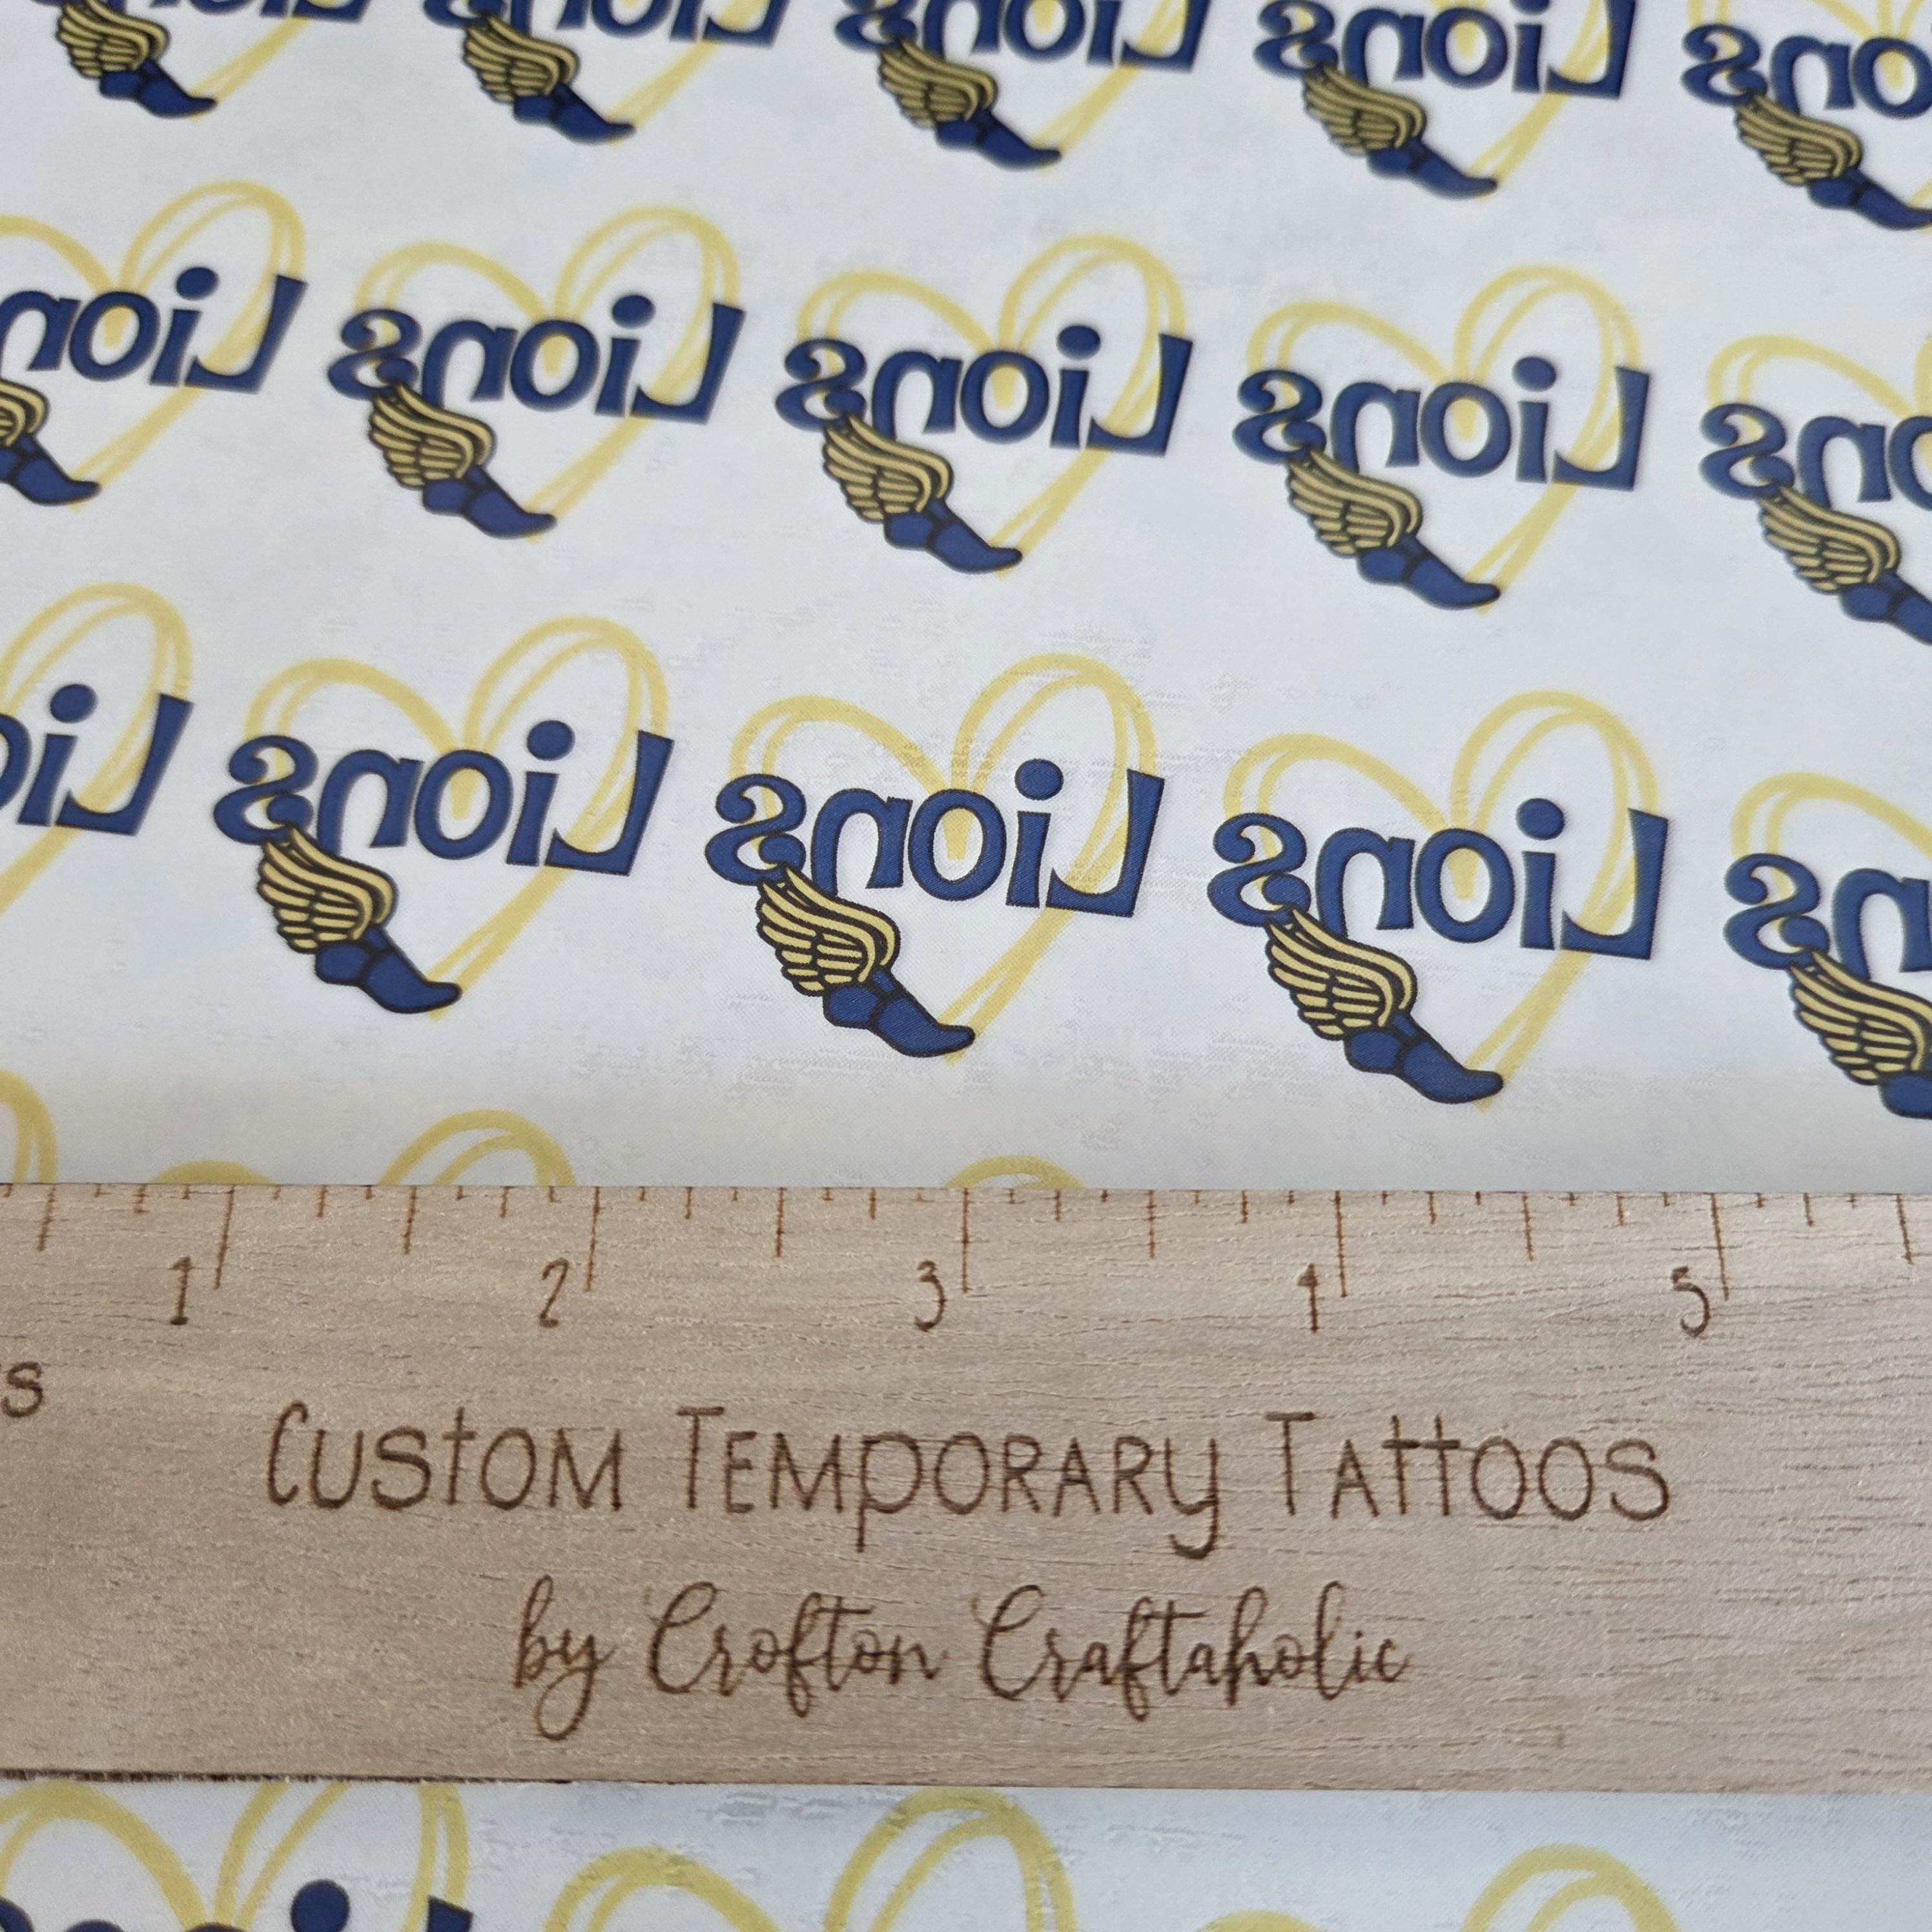 Lions Lions Lions Lions Lions
Lions Lions Lions Lions Lions
Lions Lions Lions Lions Lions
1 2 3 4 5
s
Custom Temporary Tattoos
by Crofton Craftaholic